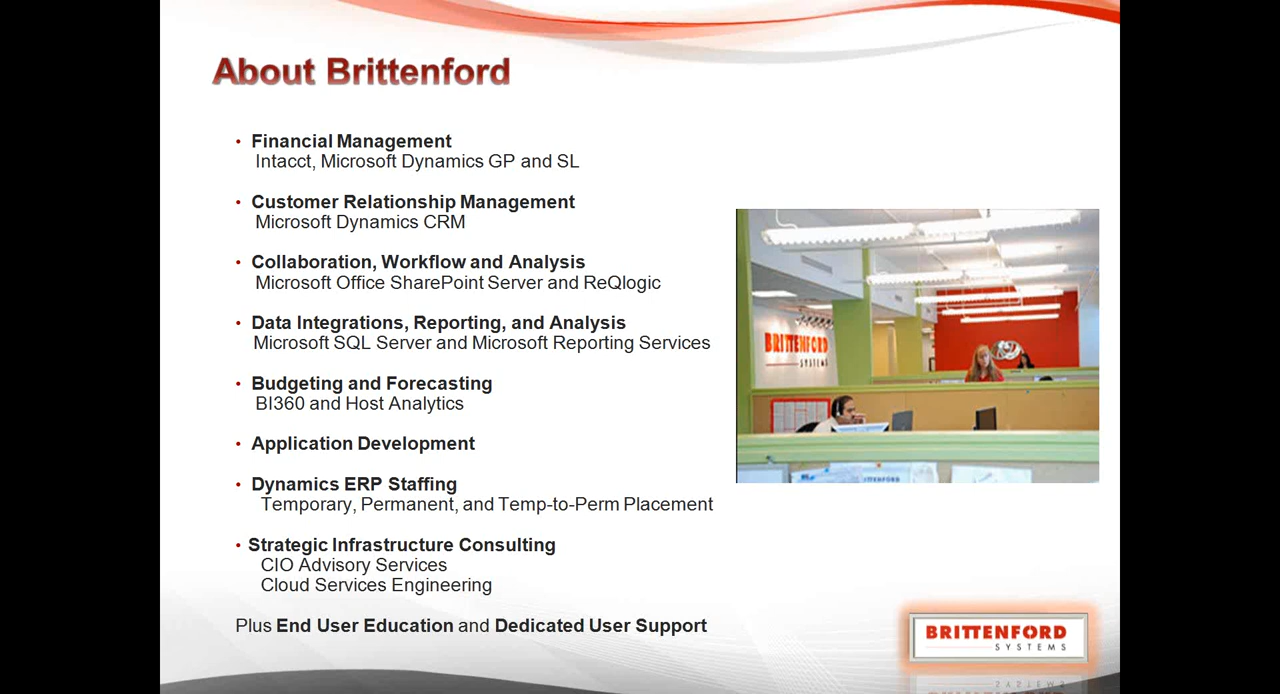 About Brittenford
• Financial Management
Intacct, Microsoft Dynamics GP and SL
• Customer Relationship Management
Microsoft Dynamics CRM
• Collaboration, Workflow and Analysis
Microsoft Office SharePoint Server and ReQlogic
• Data Integrations, Reporting, and Analysis
Microsoft SQL Server and Microsoft Reporting Services
• Budgeting and Forecasting
BI360 and Host Analytics
• Application Development
• Dynamics ERP Staffing
Temporary, Permanent, and Temp-to-Perm Placement
• Strategic Infrastructure Consulting
CIO Advisory Services
Cloud Services Engineering
Plus End User Education and Dedicated User Support
BRITTENFORD
SYSTEMS
BRITTENFORD
BRITTENFORD
SYSTEMS